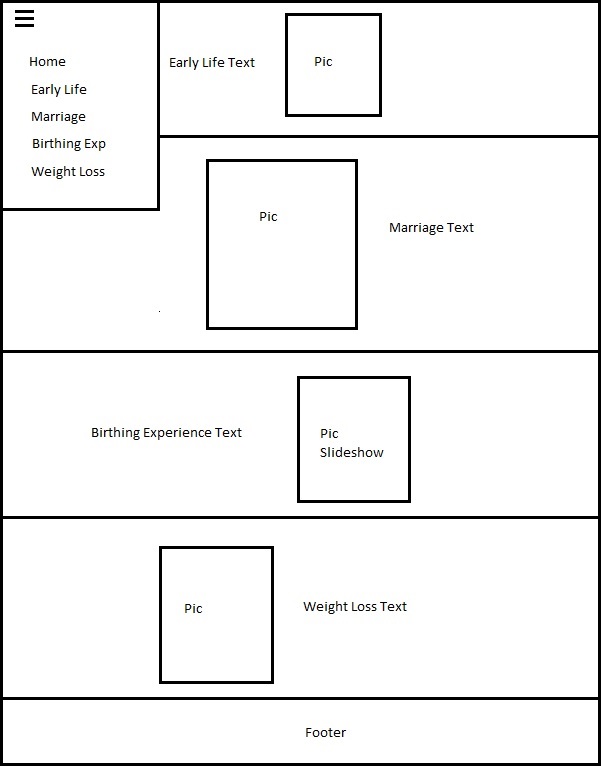 Home
Early Life
Marriage
Birthing Exp
Weight Loss
Early Life Text
Pic
Pic
Marriage Text
Birthing Experience Text
Pic
Slideshow
Pic
Weight Loss Text
Footer